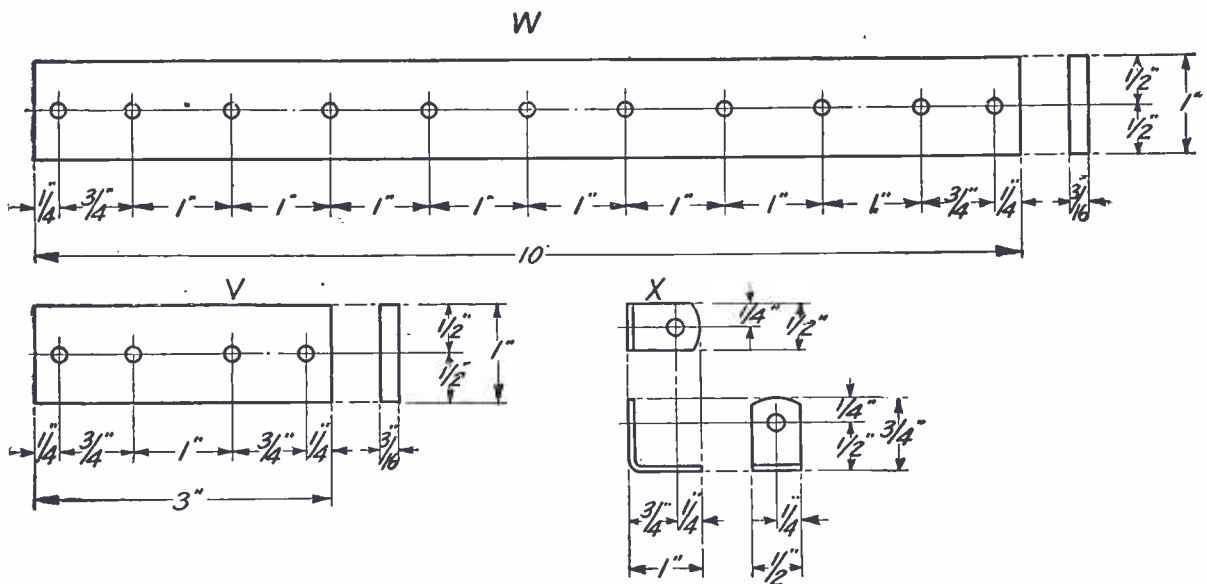 W
1/2" 1"
1/2"
1/4" 3/4" 1" 1" 1" 1" 1" 1" 1" 1" 3/4" 1/4" 3/16"
10
V X
1/2" 1" 1/4" 1/2"
1/2"
1/4" 3/4"
1/2"
1/4" 3/4" 1" 3/4" 1/4" 3/16"
3" 3/4" 1/4" 1/4"
1" 1/2"